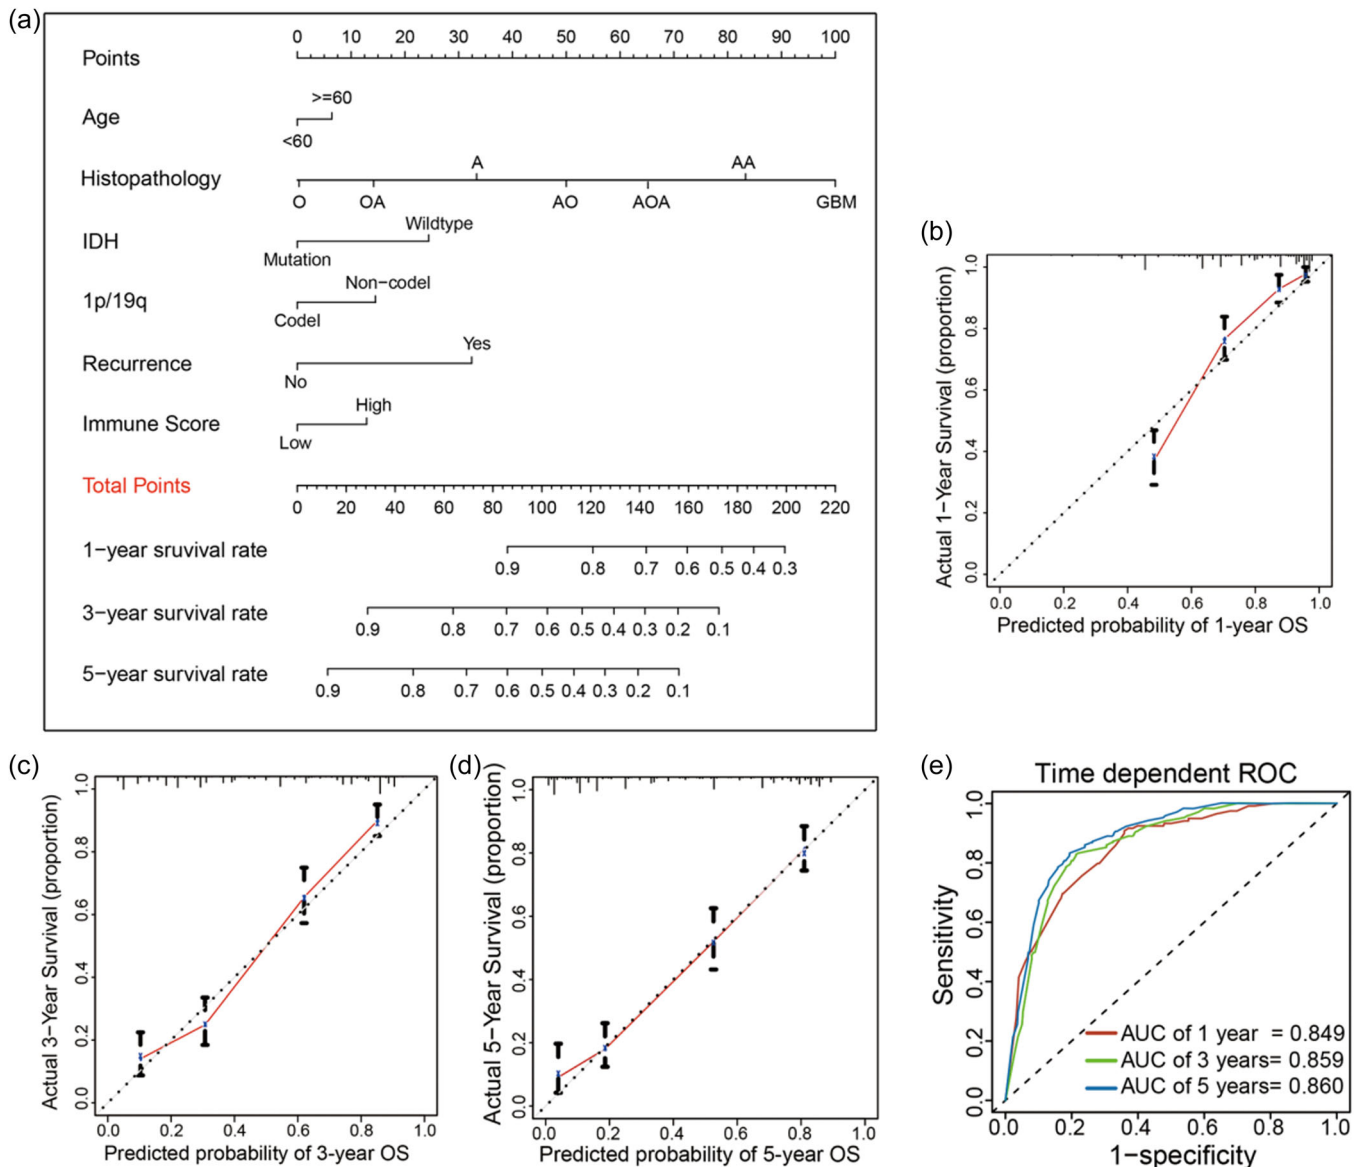 (a)
Points
0 10 20 30 40 50 60 70 80 90 100
Age
>=60
<60
Histopathology
A AA
O OA AO AOA GBM
IDH
Wildtype
Mutation
1p/19q
Non−codel
Codel
Recurrence
Yes
No
Immune Score
High
Low
Total Points
0 20 40 60 80 100 120 140 160 180 200 220
1−year sruvival rate
0.9 0.8 0.7 0.6 0.5 0.4 0.3
3−year survival rate
0.9 0.8 0.7 0.6 0.5 0.4 0.3 0.2 0.1
5−year survival rate
0.9 0.8 0.7 0.6 0.5 0.4 0.3 0.2 0.1
(b)
Actual 1−Year Survival (proportion)
1.0
0.8
0.6
0.4
0.2
0.0
0.0 0.2 0.4 0.6 0.8 1.0
Predicted probability of 1-year OS
(c)
Actual 3−Year Survival (proportion)
1.0
0.8
0.6
0.4
0.2
0.0
0.0 0.2 0.4 0.6 0.8 1.0
Predicted probability of 3-year OS
(d)
Actual 5−Year Survival (proportion)
1.0
0.8
0.6
0.4
0.2
0.0
0.0 0.2 0.4 0.6 0.8 1.0
Predicted probability of 5-year OS
(e)
Time dependent ROC
Sensitivity
1.0
0.8
0.6
0.4
0.2
0.0
AUC of 1 year = 0.849
AUC of 3 years= 0.859
AUC of 5 years= 0.860
0.0 0.2 0.4 0.6 0.8 1.0
1−specificity